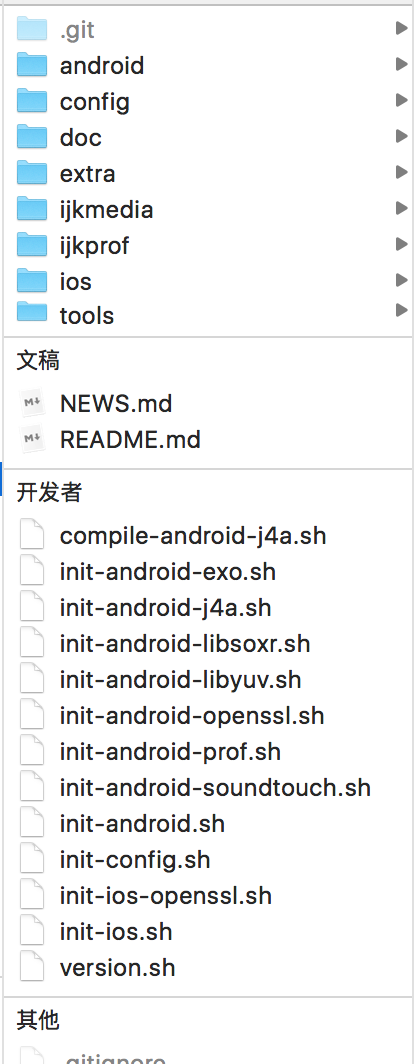 .git
android
config
doc
extra
ijkmedia
ijkprof
ios
tools
文稿
NEWS.md
README.md
开发者
compile-android-j4a.sh
init-android-exo.sh
init-android-j4a.sh
init-android-libsoxr.sh
init-android-libyuv.sh
init-android-openssl.sh
init-android-prof.sh
init-android-soundtouch.sh
init-android.sh
init-config.sh
init-ios-openssl.sh
init-ios.sh
version.sh
其他
.gitignore